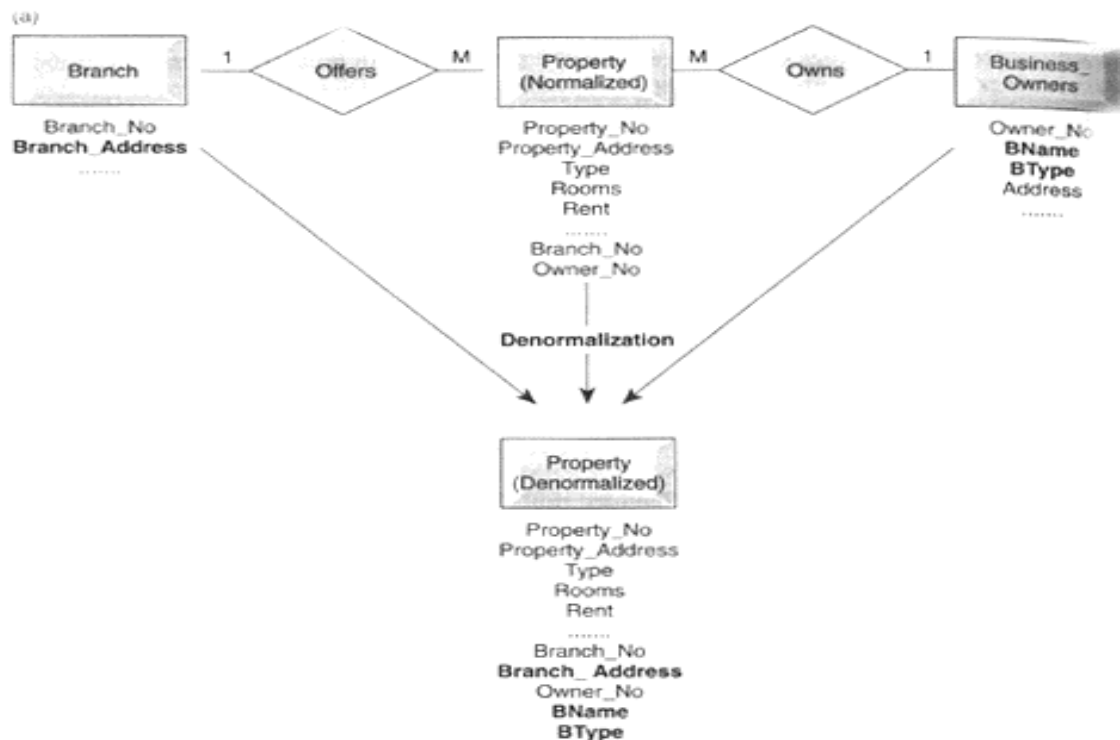 (a)
Branch
1
Offers
M
Property
(Normalized)
M
Owns
1
Business_
Owners
Branch_No
Branch_Address
.......
Property_No
Property_Address
Type
Rooms
Rent
.......
Branch_No
Owner_No
Owner_No
BName
BType
Address
.......
Denormalization
Property
(Denormalized)
Property_No
Property_Address
Type
Rooms
Rent
.......
Branch_No
Branch_ Address
Owner_No
BName
BType